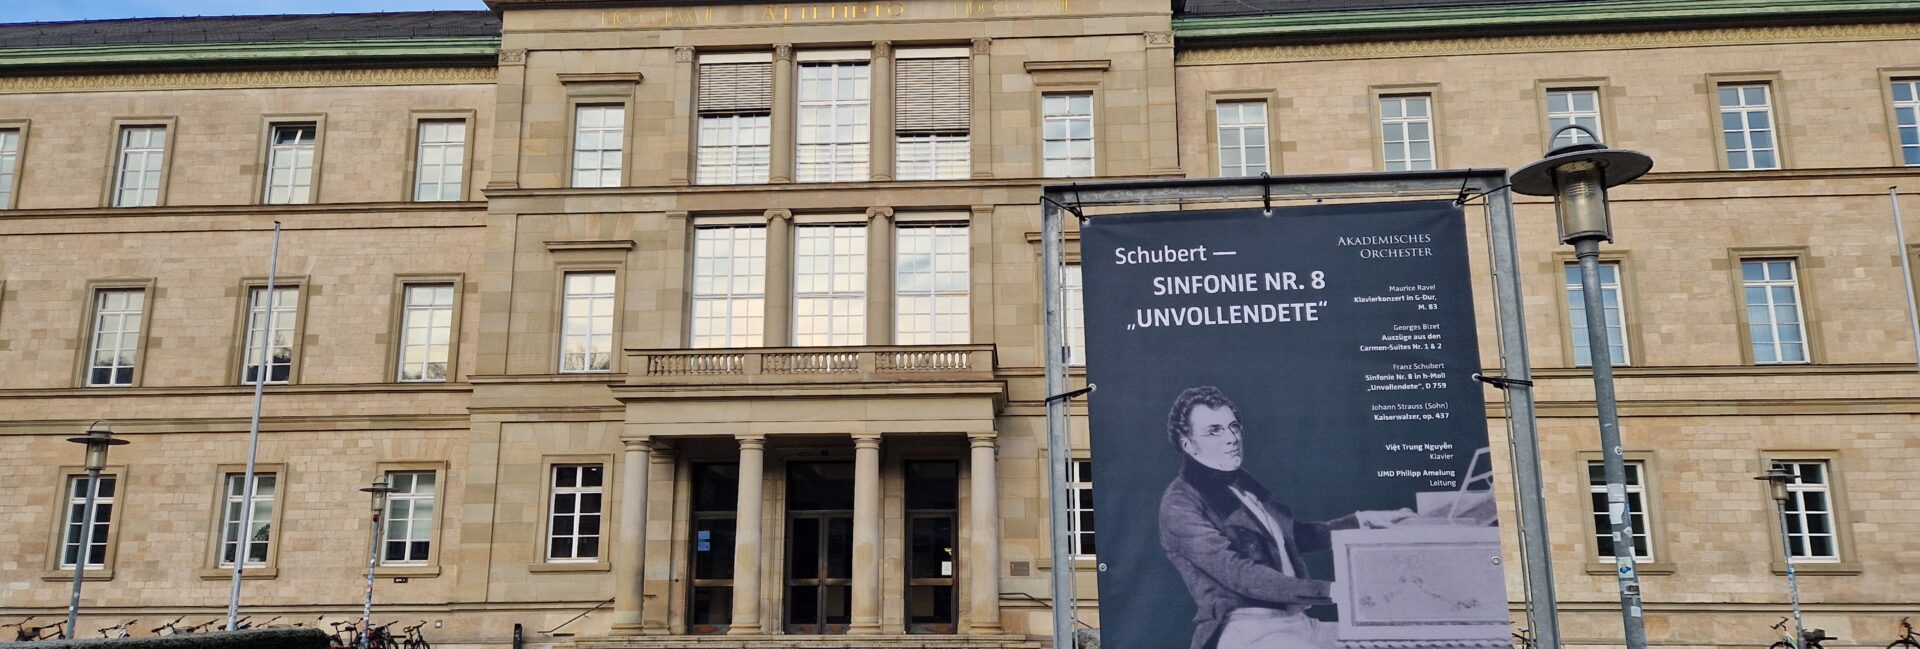 ATTEMPTO
Schubert —
SINFONIE NR. 8
„UNVOLLENDETE“
AKADEMISCHES
ORCHESTER
Maurice Ravel
Klavierkonzert in G-Dur,
M. 83
Georges Bizet
Auszüge aus den
Carmen-Suites Nr. 1 & 2
Franz Schubert
Sinfonie Nr. 8 in h-Moll
„Unvollendete“, D 759
Johann Strauss (Sohn)
Kaiserwalzer, op. 437
Việt Trung Nguyễn
Klavier
UMD Philipp Amelung
Leitung